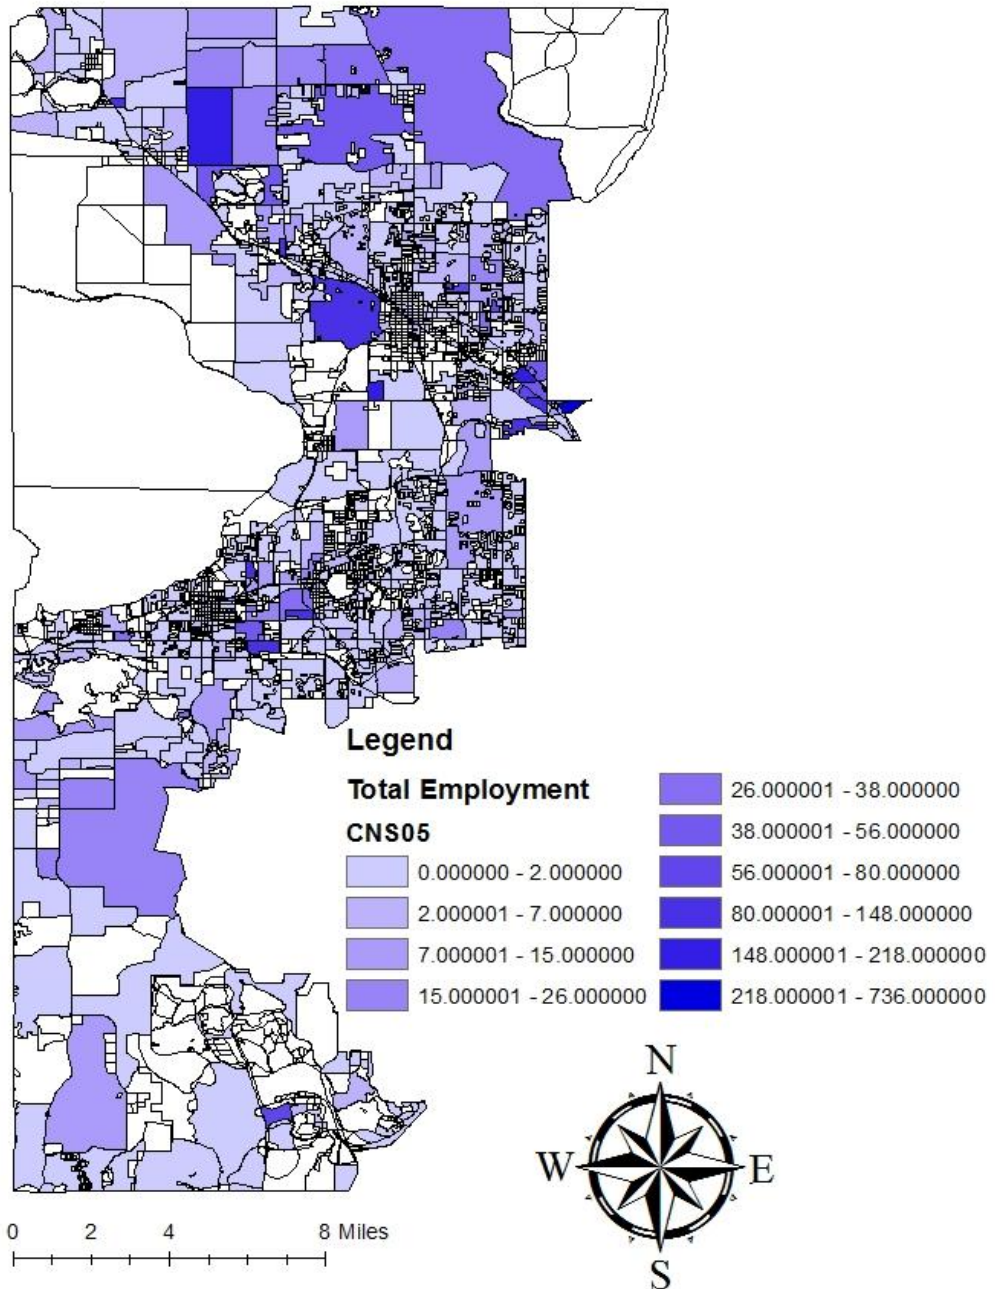 Legend
Total Employment
CNS05
0.000000 - 2.000000
2.000001 - 7.000000
7.000001 - 15.000000
15.000001 - 26.000000
26.000001 - 38.000000
38.000001 - 56.000000
56.000001 - 80.000000
80.000001 - 148.000000
148.000001 - 218.000000
218.000001 - 736.000000
N
W E
S
0 2 4 8 Miles